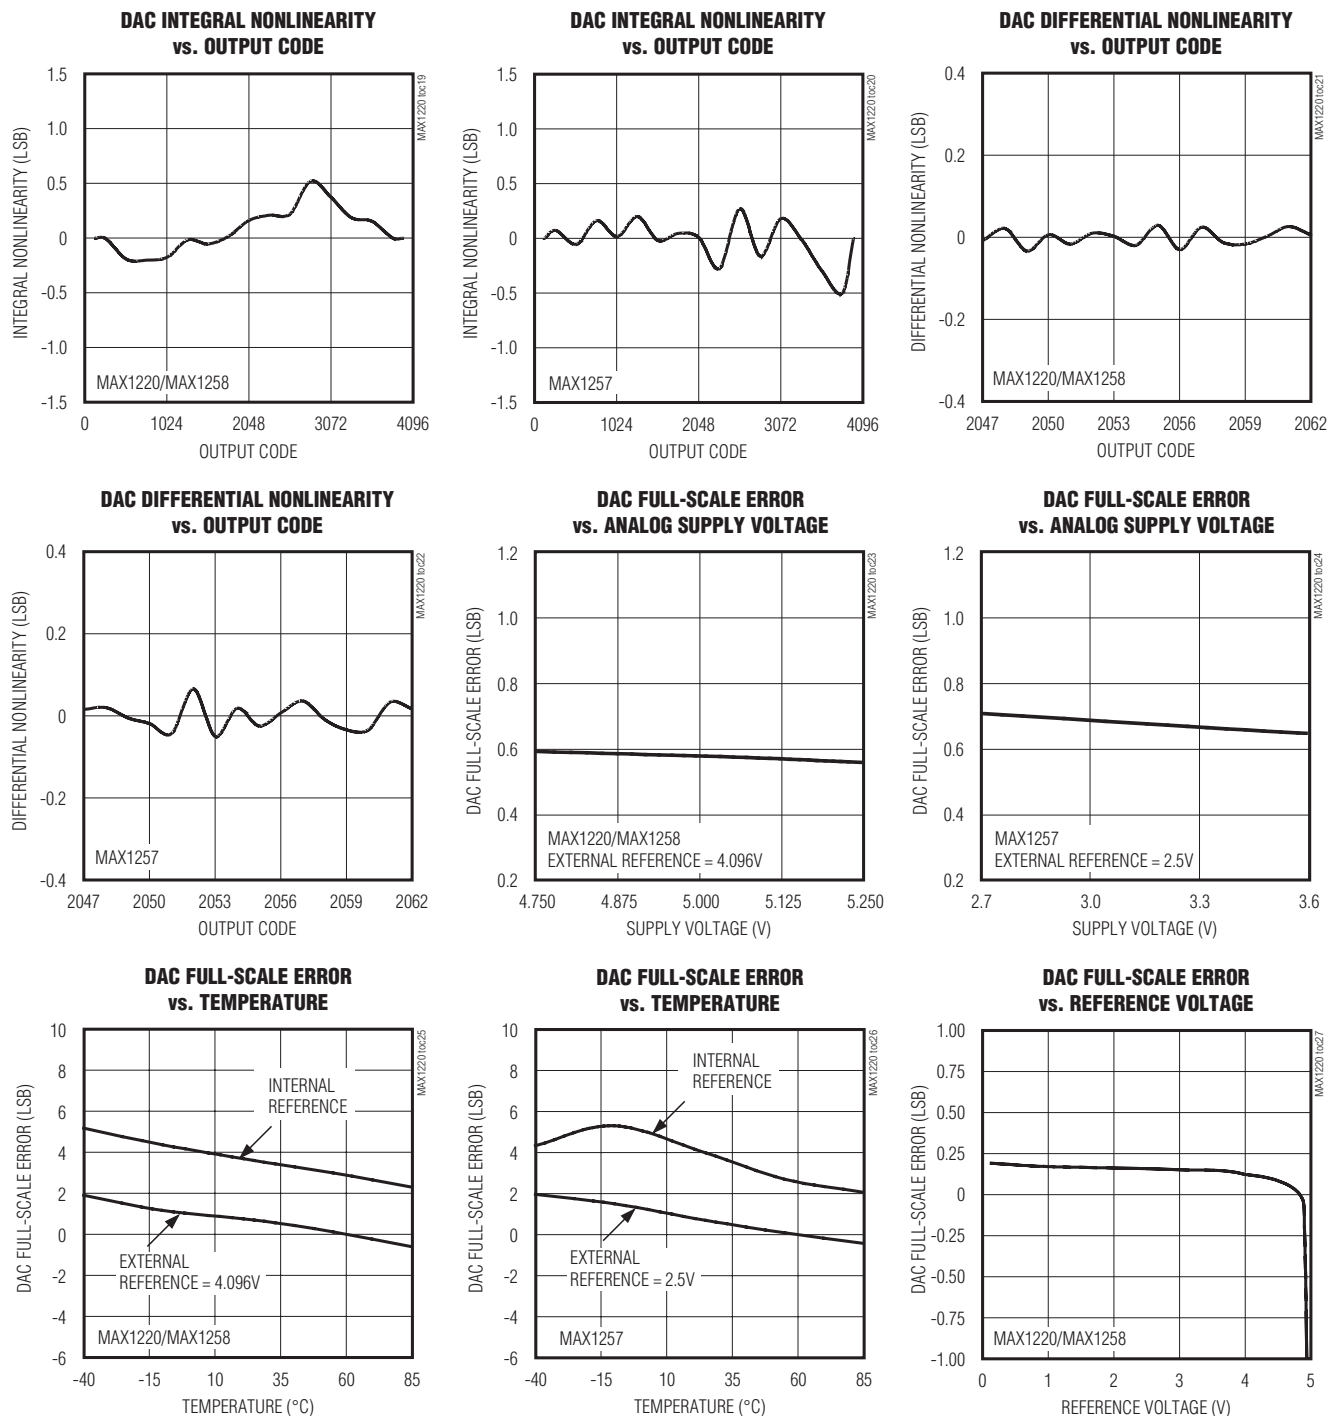 DAC INTEGRAL NONLINEARITY
vs. OUTPUT CODE
MAX1220 toc19
INTEGRAL NONLINEARITY (LSB)
1.5
1.0
0.5
0
-0.5
-1.0
-1.5
MAX1220/MAX1258
0 1024 2048 3072 4096
OUTPUT CODE
DAC INTEGRAL NONLINEARITY
vs. OUTPUT CODE
MAX1220 toc20
INTEGRAL NONLINEARITY (LSB)
1.5
1.0
0.5
0
-0.5
-1.0
-1.5
MAX1257
0 1024 2048 3072 4096
OUTPUT CODE
DAC DIFFERENTIAL NONLINEARITY
vs. OUTPUT CODE
MAX1220 toc21
DIFFERENTIAL NONLINEARITY (LSB)
0.4
0.2
0
-0.2
-0.4
MAX1220/MAX1258
2047 2050 2053 2056 2059 2062
OUTPUT CODE
DAC DIFFERENTIAL NONLINEARITY
vs. OUTPUT CODE
MAX1220 toc22
DIFFERENTIAL NONLINEARITY (LSB)
0.4
0.2
0
-0.2
-0.4
MAX1257
2047 2050 2053 2056 2059 2062
OUTPUT CODE
DAC FULL-SCALE ERROR
vs. ANALOG SUPPLY VOLTAGE
MAX1220 toc23
DAC FULL-SCALE ERROR (LSB)
1.2
1.0
0.8
0.6
0.4
0.2
MAX1220/MAX1258
EXTERNAL REFERENCE = 4.096V
4.750 4.875 5.000 5.125 5.250
SUPPLY VOLTAGE (V)
DAC FULL-SCALE ERROR
vs. ANALOG SUPPLY VOLTAGE
MAX1220 toc24
DAC FULL-SCALE ERROR (LSB)
1.2
1.0
0.8
0.6
0.4
0.2
MAX1257
EXTERNAL REFERENCE = 2.5V
2.7 3.0 3.3 3.6
SUPPLY VOLTAGE (V)
DAC FULL-SCALE ERROR
vs. TEMPERATURE
MAX1220 toc25
DAC FULL-SCALE ERROR (LSB)
10
8
6
4
2
0
-2
-4
-6
INTERNAL
REFERENCE
EXTERNAL
REFERENCE = 4.096V
MAX1220/MAX1258
-40 -15 10 35 60 85
TEMPERATURE (°C)
DAC FULL-SCALE ERROR
vs. TEMPERATURE
MAX1220 toc26
DAC FULL-SCALE ERROR (LSB)
10
8
6
4
2
0
-2
-4
-6
INTERNAL
REFERENCE
EXTERNAL
REFERENCE = 2.5V
MAX1257
-40 -15 10 35 60 85
TEMPERATURE (°C)
DAC FULL-SCALE ERROR
vs. REFERENCE VOLTAGE
MAX1220 toc27
DAC FULL-SCALE ERROR (LSB)
1.00
0.75
0.50
0.25
0
-0.25
-0.50
-0.75
-1.00
MAX1220/MAX1258
0 1 2 3 4 5
REFERENCE VOLTAGE (V)